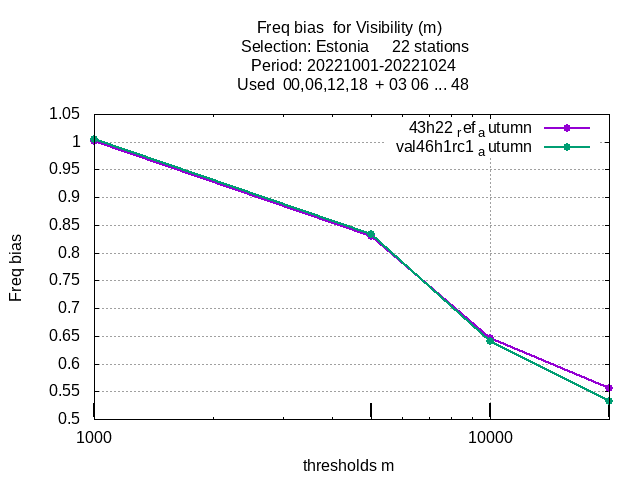 Freq bias  for Visibility (m)
Selection: Estonia     22 stations
Period: 20221001-20221024
Used  00,06,12,18  + 03 06 ... 48
1.05
43h22 ref autumn
1
val46h1rc1 autumn
0.95
0.9
0.85
0.8
Freq bias
0.75
0.7
0.65
0.6
0.55
0.5
1000
10000
thresholds m